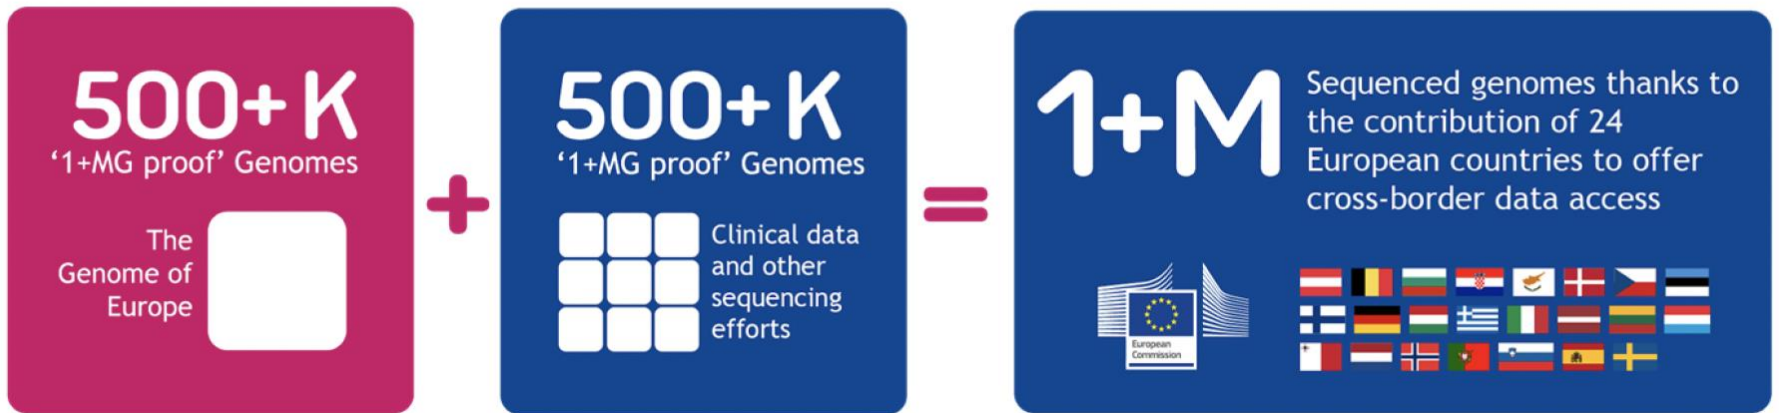 500+ K
‘1+MG proof’ Genomes
The
Genome of
Europe
+
500+ K
‘1+MG proof’ Genomes
Clinical data
and other
sequencing
efforts
=
1+M
Sequenced genomes thanks to
the contribution of 24
European countries to offer
cross-border data access
European
Commission